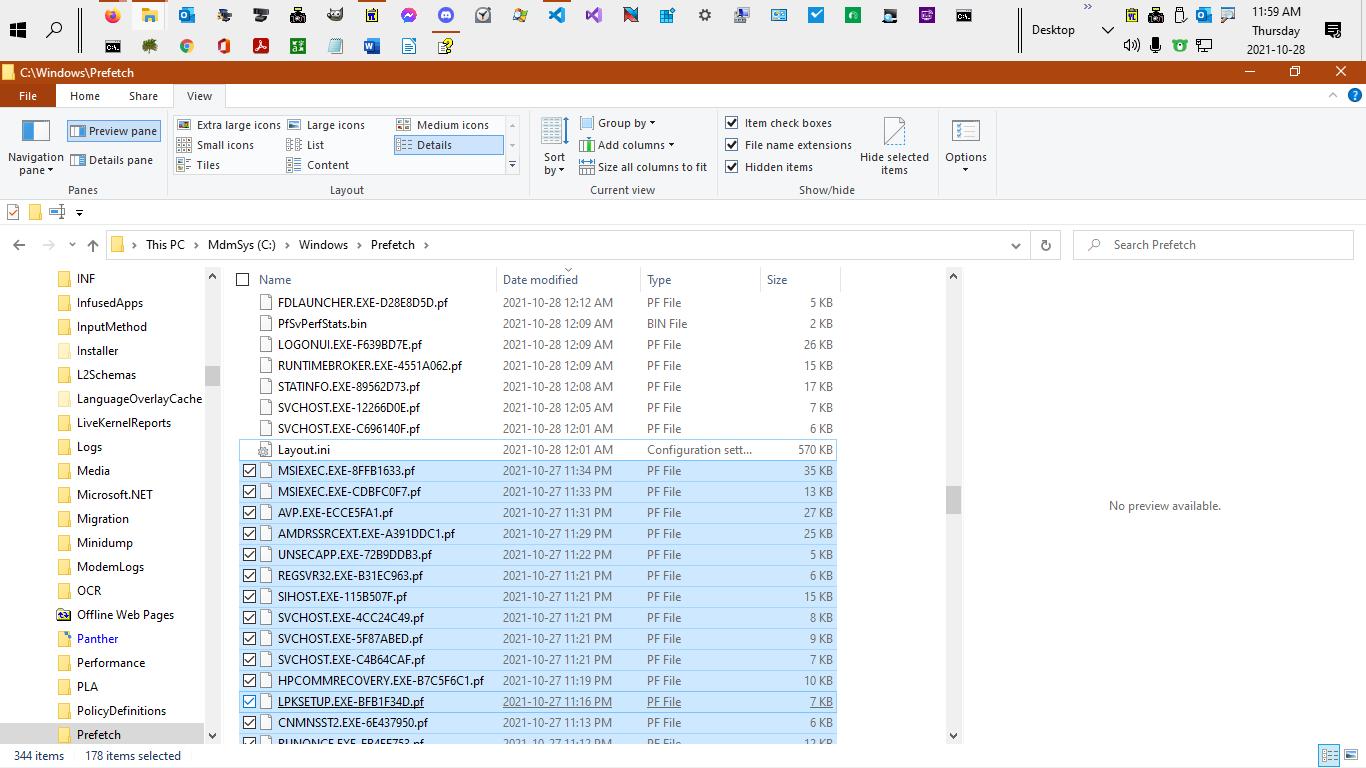 11:59 AM
Desktop
Thursday
2021-10-28
C:\Windows\Prefetch
File Home Share View
Preview pane
Details pane
Navigation pane
Panes
Extra large icons Large icons Medium icons
Small icons List Details
Tiles Content
Layout
Sort by
Group by
Add columns
Size all columns to fit
Current view
Item check boxes
File name extensions
Hidden items
Hide selected items
Show/hide
Options
This PC MdmSys (C:) Windows Prefetch
Search Prefetch
INF
InfusedApps
InputMethod
Installer
L2Schemas
LanguageOverlayCache
LiveKernelReports
Logs
Media
Microsoft.NET
Migration
Minidump
ModemLogs
OCR
Offline Web Pages
Panther
Performance
PLA
PolicyDefinitions
Prefetch
Name Date modified Type Size
FDLAUNCHER.EXE-D28E8D5D.pf 2021-10-28 12:12 AM PF File 5 KB
PfSvPerfStats.bin 2021-10-28 12:09 AM BIN File 2 KB
LOGONUI.EXE-F639BD7E.pf 2021-10-28 12:09 AM PF File 26 KB
RUNTIMEBROKER.EXE-4551A062.pf 2021-10-28 12:09 AM PF File 15 KB
STATINFO.EXE-89562D73.pf 2021-10-28 12:08 AM PF File 17 KB
SVCHOST.EXE-12266D0E.pf 2021-10-28 12:05 AM PF File 7 KB
SVCHOST.EXE-C696140F.pf 2021-10-28 12:01 AM PF File 6 KB
Layout.ini 2021-10-28 12:01 AM Configuration sett... 570 KB
MSIEXEC.EXE-8FFB1633.pf 2021-10-27 11:34 PM PF File 35 KB
MSIEXEC.EXE-CDBFC0F7.pf 2021-10-27 11:33 PM PF File 13 KB
AVP.EXE-ECCE5FA1.pf 2021-10-27 11:31 PM PF File 27 KB
AMDRSSRCEXT.EXE-A391DDC1.pf 2021-10-27 11:29 PM PF File 25 KB
UNSECAPP.EXE-72B9DDB3.pf 2021-10-27 11:22 PM PF File 5 KB
REGSVR32.EXE-B31EC963.pf 2021-10-27 11:21 PM PF File 6 KB
SIHOST.EXE-115B507F.pf 2021-10-27 11:21 PM PF File 15 KB
SVCHOST.EXE-4CC24C49.pf 2021-10-27 11:21 PM PF File 8 KB
SVCHOST.EXE-5F87ABED.pf 2021-10-27 11:21 PM PF File 9 KB
SVCHOST.EXE-C4B64CAF.pf 2021-10-27 11:21 PM PF File 7 KB
HPCOMMRECOVERY.EXE-B7C5F6C1.pf 2021-10-27 11:19 PM PF File 10 KB
LPKSETUP.EXE-BFB1F34D.pf 2021-10-27 11:16 PM PF File 7 KB
CNMNSST2.EXE-6E437950.pf 2021-10-27 11:13 PM PF File 6 KB
2021-10-27 11:12 PM PF File 12 KB
No preview available.
344 items 178 items selected